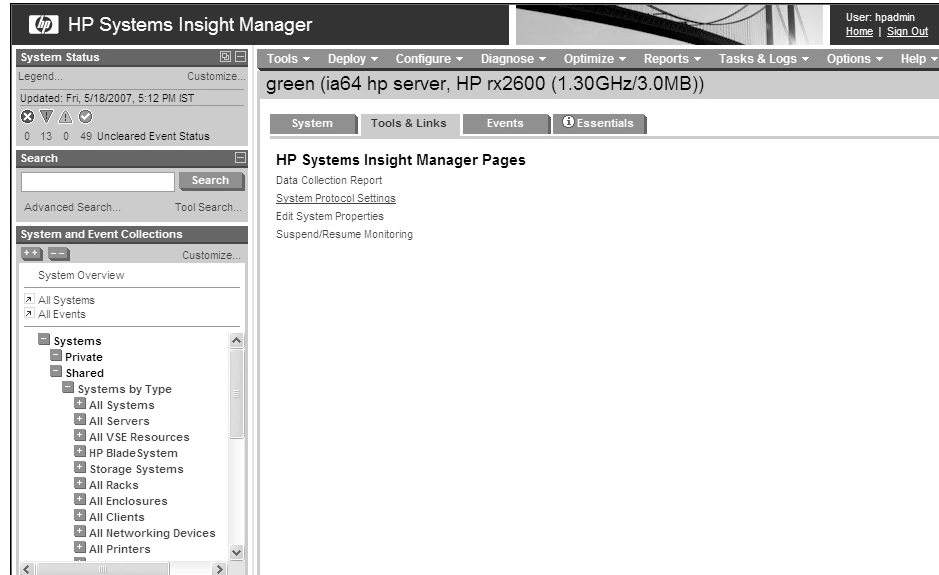 hp HP Systems Insight Manager
User: hpadmin
Home | Sign Out
System Status
Legend... Customize...
Updated: Fri, 5/18/2007, 5:12 PM IST
0 13 0 49 Uncleared Event Status
Search
Search
Advanced Search... Tool Search...
System and Event Collections
Customize...
System Overview
All Systems
All Events
Systems
Private
Shared
Systems by Type
All Systems
All Servers
All VSE Resources
HP BladeSystem
Storage Systems
All Racks
All Enclosures
All Clients
All Networking Devices
All Printers
Tools Deploy Configure Diagnose Optimize Reports Tasks & Logs Options Help
green (ia64 hp server, HP rx2600 (1.30GHz/3.0MB))
System Tools & Links Events Essentials
HP Systems Insight Manager Pages
Data Collection Report
System Protocol Settings
Edit System Properties
Suspend/Resume Monitoring